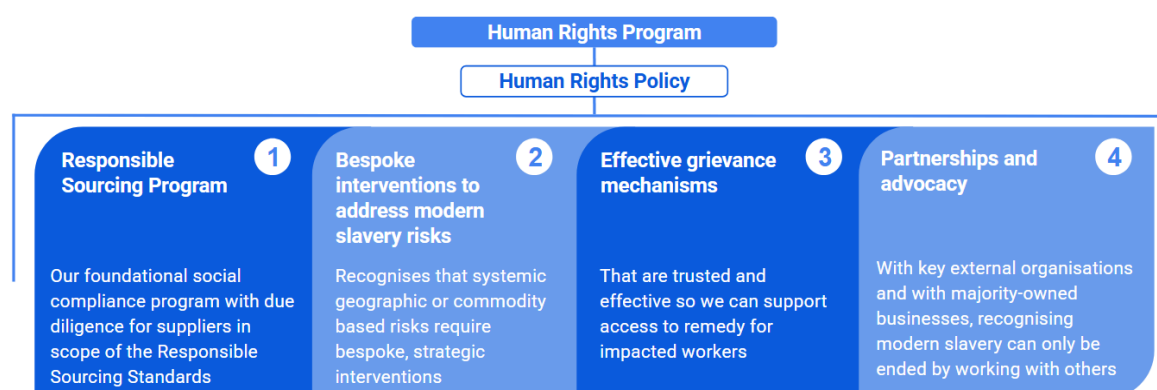 Human Rights Program
Human Rights Policy
Responsible
Sourcing Program
1
Our foundational social
compliance program with due
diligence for suppliers in
scope of the Responsible
Sourcing Standards
Bespoke
interventions to
address modern
slavery risks
2
Recognises that systemic
geographic or commodity
based risks require
bespoke, strategic
interventions
Effective grievance
mechanisms
3
That are trusted and
effective so we can support
access to remedy for
impacted workers
Partnerships and
advocacy
4
With key external organisations
and with majority-owned
businesses, recognising
modern slavery can only be
ended by working with others